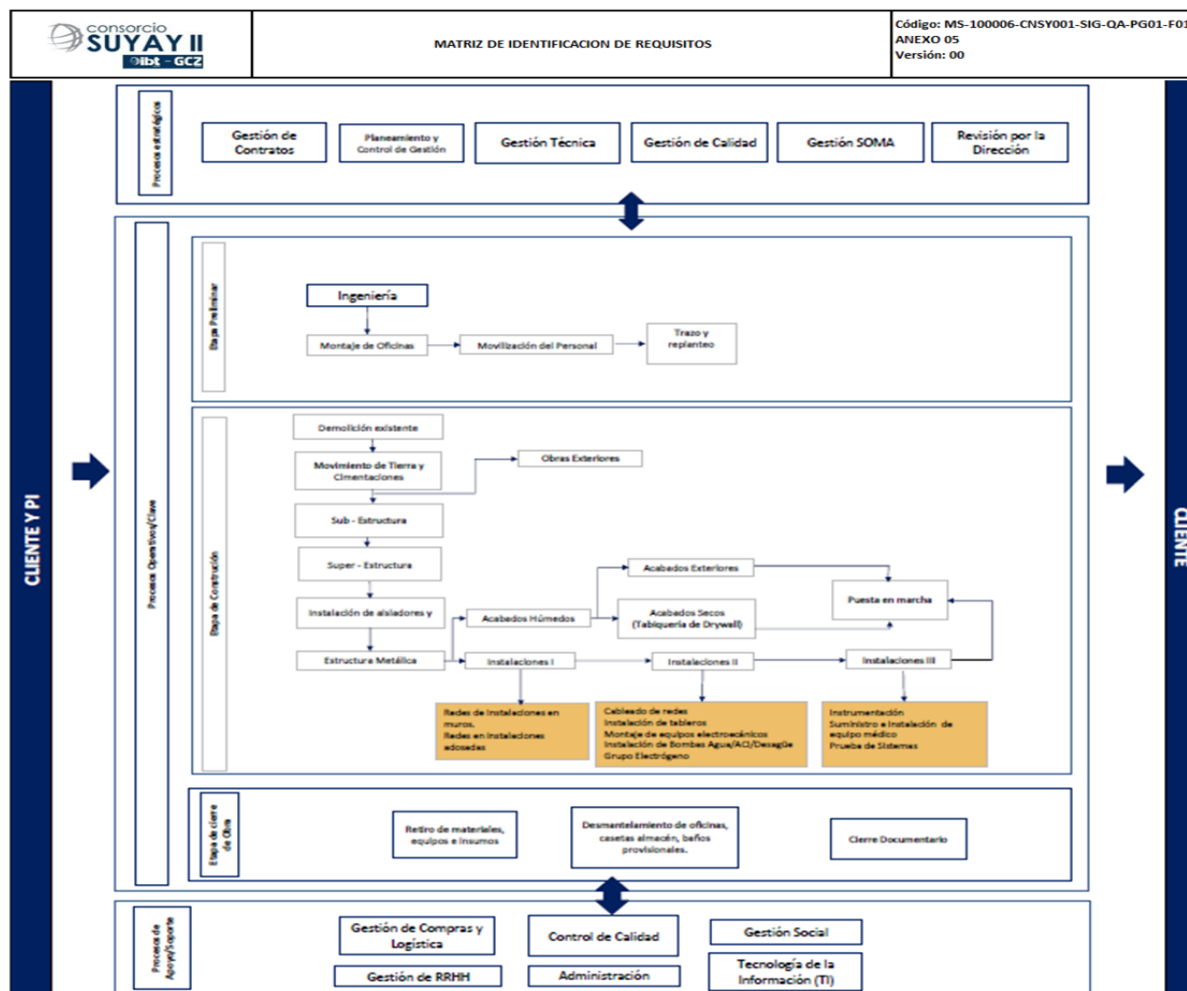 consorcio
SUYAY II
ibt - GCZ
MATRIZ DE IDENTIFICACION DE REQUISITOS
Código: MS-100006-CNSY001-SIG-QA-PG01-F01
ANEXO 05
Versión: 00
CLIENTE Y PI
CLIENTE
Procesos estratégicos
Gestión de
Contratos
Planeamiento y
Control de Gestión
Gestión Técnica
Gestión de Calidad
Gestión SOMA
Revisión por la
Dirección
Procesos Operativos/Clave
Etapa Preliminar
Ingeniería
Montaje de Oficinas
Movilización del Personal
Trazo y
replanteo
Etapa de Construcción
Demolición existente
Movimiento de Tierra y
Cimentaciones
Obras Exteriores
Sub - Estructura
Super - Estructura
Instalación de aisladores y
Estructura Metálica
Acabados Húmedos
Acabados Exteriores
Acabados Secos
(Tabiquería de Drywall)
Puesta en marcha
Instalaciones I
Instalaciones II
Instalaciones III
Redes de Instalaciones en
muros.
Redes en Instalaciones
adosadas
Cableado de redes
Instalación de tableros
Montaje de equipos electroecánicos
Instalación de Bombas Agua/ACI/Desagüe
Grupo Electrógeno
Instrumentación
Suministro e Instalación de
equipo médico
Prueba de Sistemas
Etapa de cierre
de Obra
Retiro de materiales,
equipos e insumos
Desmantelamiento de oficinas,
casetas almacén, baños
provisionales.
Cierre Documentario
Procesos de
Apoyo/Soporte
Gestión de Compras y
Logística
Control de Calidad
Gestión Social
Gestión de RRHH
Administración
Tecnología de la
Información (TI)